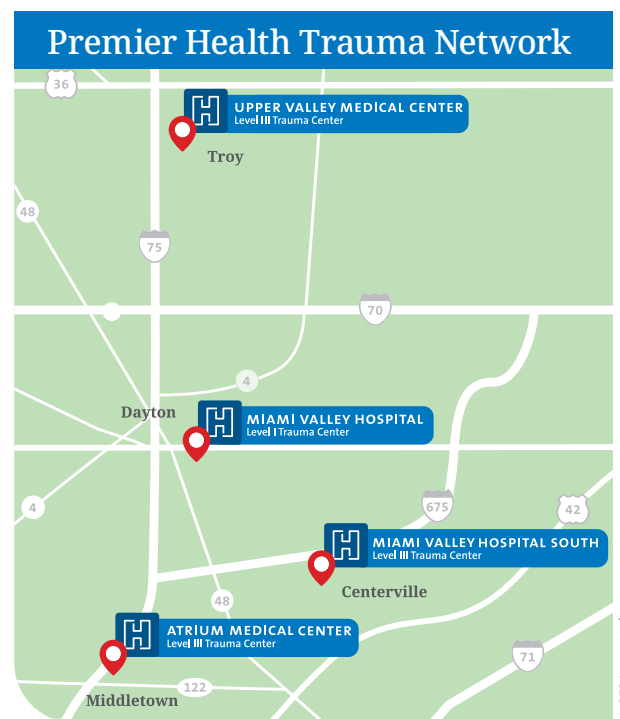 Premier Health Trauma Network
36
UPPER VALLEY MEDICAL CENTER
Level III Trauma Center
Troy
48
75
70
4
Dayton
MIAMI VALLEY HOSPITAL
Level I Trauma Center
4
675
42
MIAMI VALLEY HOSPITAL SOUTH
Level III Trauma Center
Centerville
48
ATRIUM MEDICAL CENTER
Level III Trauma Center
71
122
Middletown